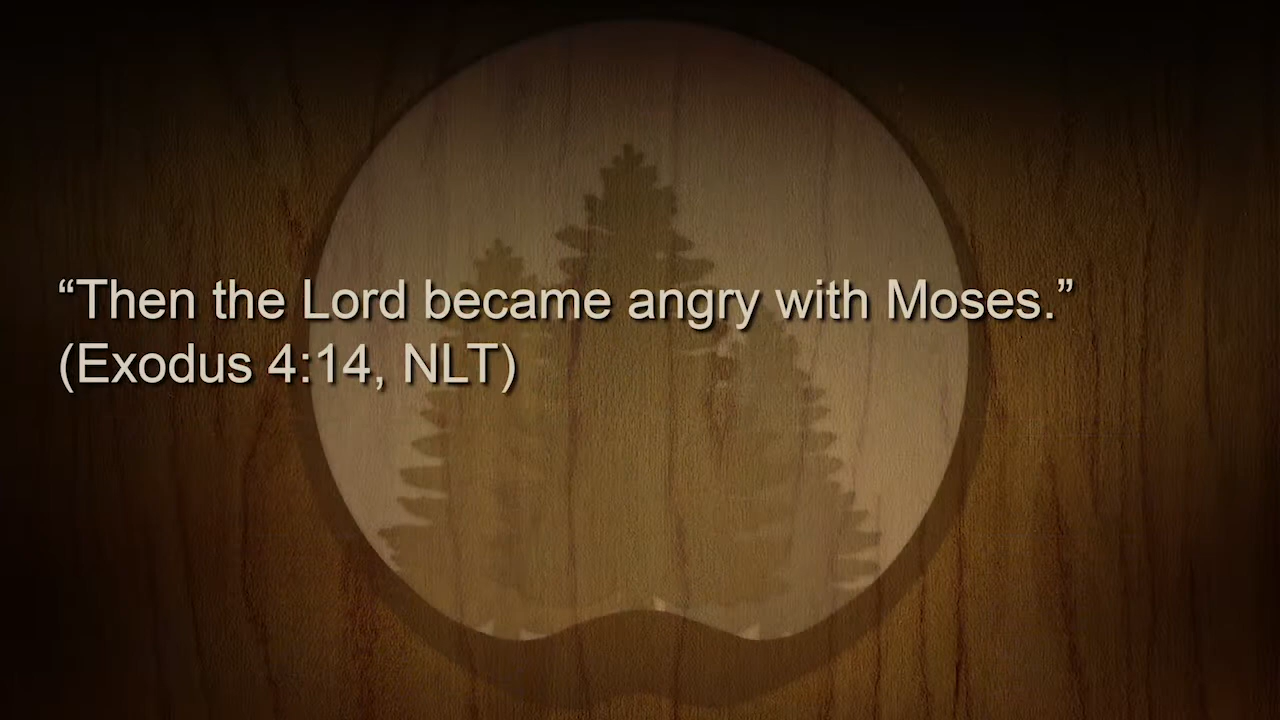 “Then the Lord became angry with Moses.”
(Exodus 4:14, NLT)